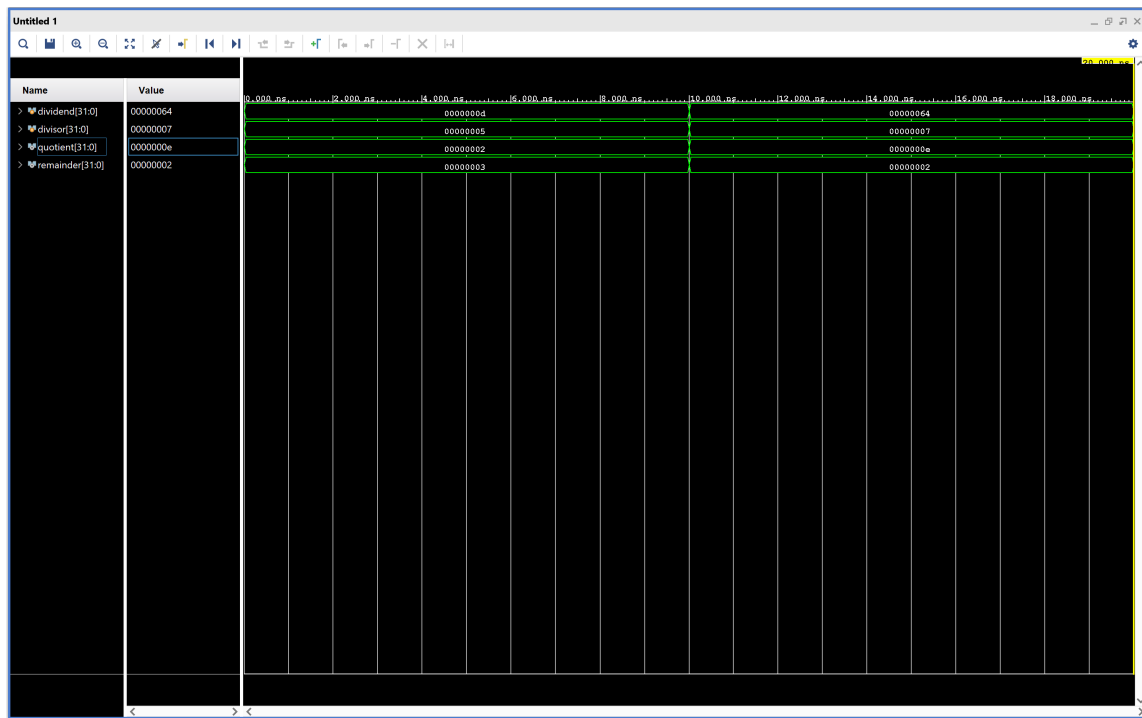 Untitled 1
20.000 ns
Name Value
0.000 ns 2.000 ns 4.000 ns 6.000 ns 8.000 ns 10.000 ns 12.000 ns 14.000 ns 16.000 ns 18.000 ns
dividend[31:0] 00000064 0000000d 00000064
divisor[31:0] 00000007 00000005 00000007
quotient[31:0] 0000000e 00000002 0000000e
remainder[31:0] 00000002 00000003 00000002